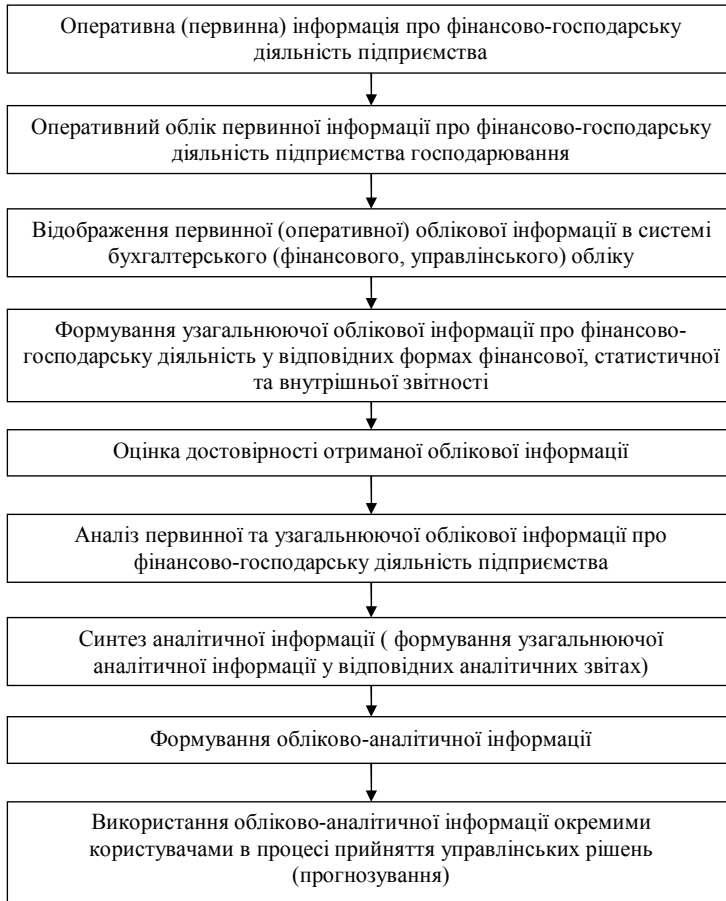 Оперативна (первинна) інформація про фінансово-господарську
діяльність підприємства
Оперативний облік первинної інформації про фінансово-господарську
діяльність підприємства господарювання
Відображення первинної (оперативної) облікової інформації в системі
бухгалтерського (фінансового, управлінського) обліку
Формування узагальнюючої облікової інформації про фінансово-
господарську діяльність у відповідних формах фінансової, статистичної
та внутрішньої звітності
Оцінка достовірності отриманої облікової інформації
Аналіз первинної та узагальнюючої облікової інформації про
фінансово-господарську діяльність підприємства
Синтез аналітичної інформації ( формування узагальнюючої
аналітичної інформації у відповідних аналітичних звітах)
Формування обліково-аналітичної інформації
Використання обліково-аналітичної інформації окремими
користувачами в процесі прийняття управлінських рішень
(прогнозування)